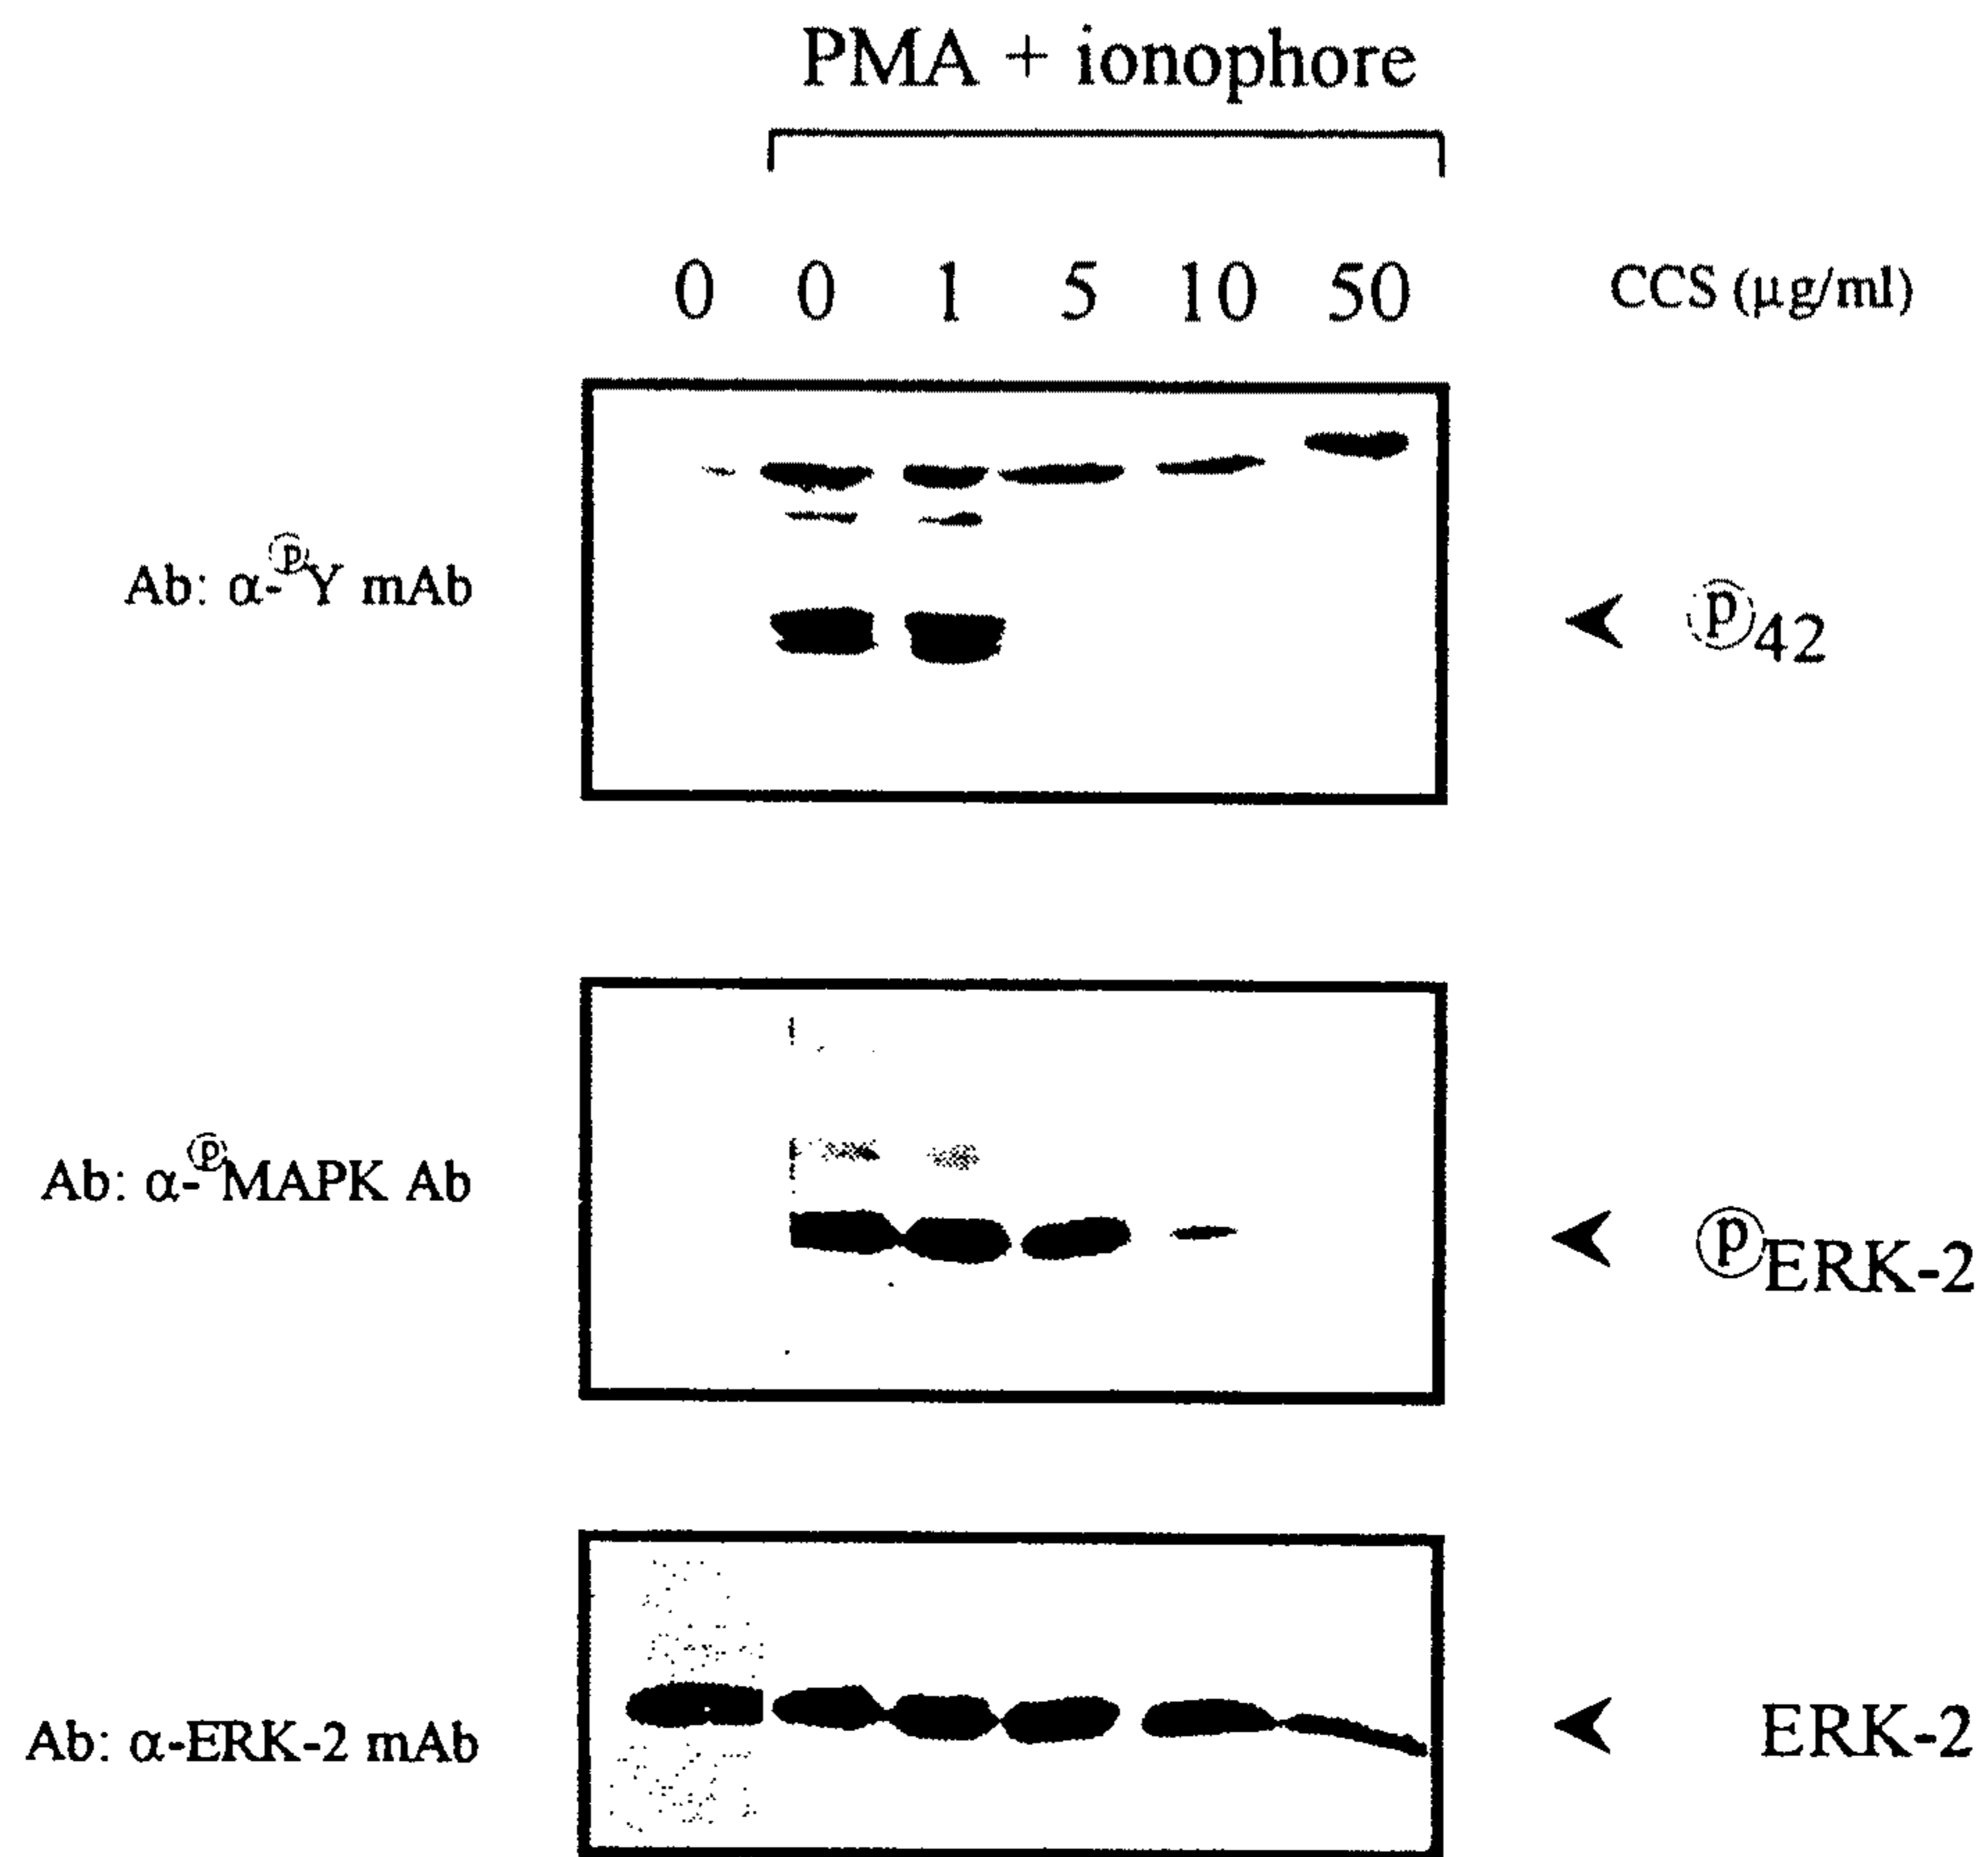 PMA + ionophore
0 0 1 5 10 50 CCS (μg/ml)
Ab: α-ⓟY mAb
ⓟ42
Ab: α-ⓟMAPK Ab
ⓟERK-2
Ab: α-ERK-2 mAb
ERK-2